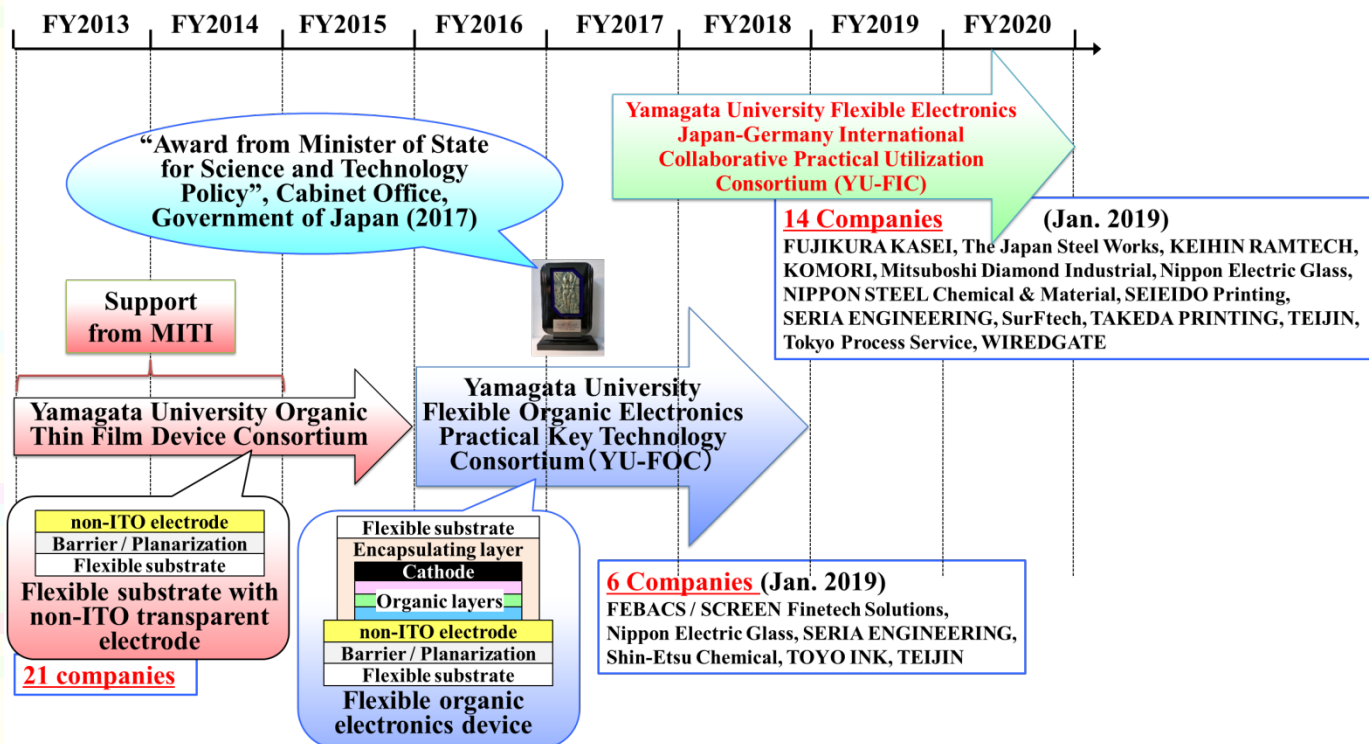 FY2013 FY2014 FY2015 FY2016 FY2017 FY2018 FY2019 FY2020
Yamagata University Flexible Electronics
Japan-Germany International
Collaborative Practical Utilization
Consortium (YU-FIC)
“Award from Minister of State
for Science and Technology
Policy”, Cabinet Office,
Government of Japan (2017)
14 Companies (Jan. 2019)
FUJIKURA KASEI, The Japan Steel Works, KEIHIN RAMTECH,
KOMORI, Mitsuboshi Diamond Industrial, Nippon Electric Glass,
NIPPON STEEL Chemical & Material, SEIEIDO Printing,
SERIA ENGINEERING, SurFtech, TAKEDA PRINTING, TEIJIN,
Tokyo Process Service, WIREDGATE
Support
from MITI
Yamagata University Organic
Thin Film Device Consortium
Yamagata University
Flexible Organic Electronics
Practical Key Technology
Consortium(YU-FOC)
non-ITO electrode
Barrier / Planarization
Flexible substrate
Flexible substrate with
non-ITO transparent
electrode
21 companies
Flexible substrate
Encapsulating layer
Cathode
Organic layers
non-ITO electrode
Barrier / Planarization
Flexible substrate
Flexible organic
electronics device
6 Companies (Jan. 2019)
FEBACS / SCREEN Finetech Solutions,
Nippon Electric Glass, SERIA ENGINEERING,
Shin-Etsu Chemical, TOYO INK, TEIJIN